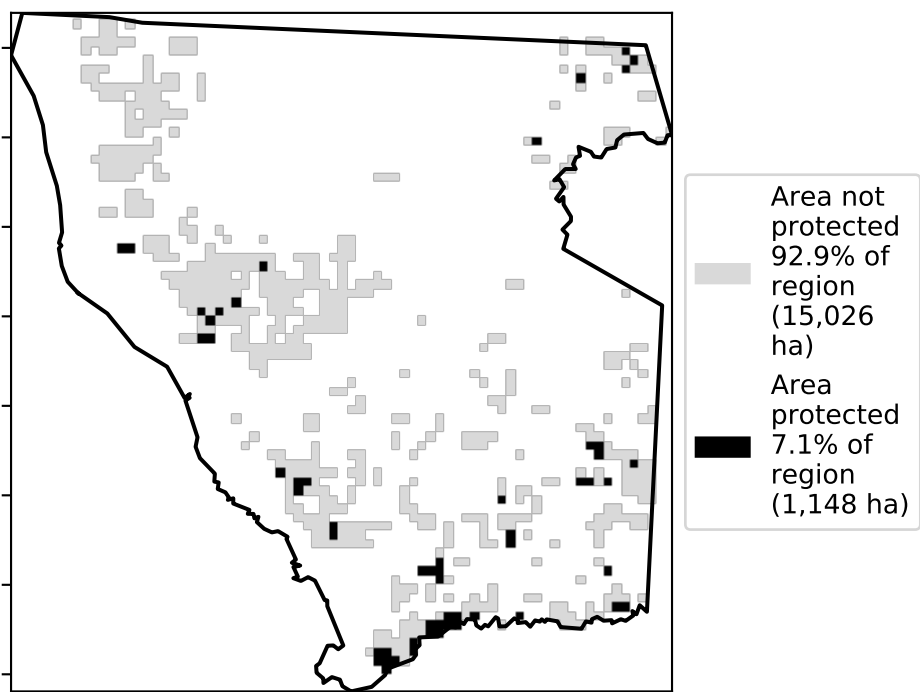 Area not
protected
92.9% of
region
(15,026
ha)
Area
protected
7.1% of
region
(1,148 ha)